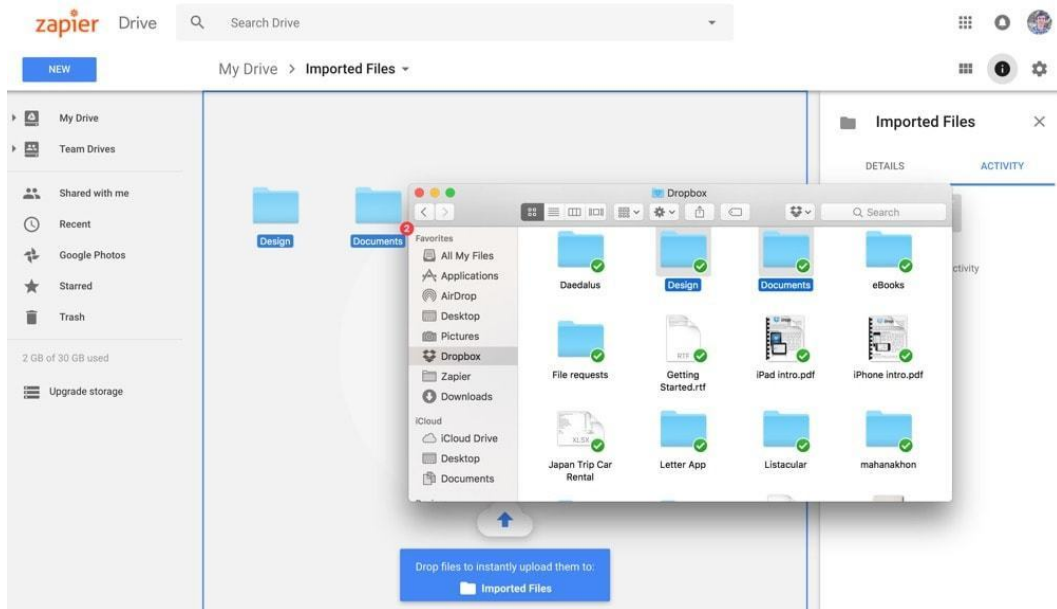 zapier Drive
Search Drive
NEW
My Drive > Imported Files
My Drive
Team Drives
Shared with me
Recent
Google Photos
Starred
Trash
2 GB of 30 GB used
Upgrade storage
Design
Documents
2
Imported Files
DETAILS
ACTIVITY
Dropbox
Search
Favorites
All My Files
Applications
AirDrop
Desktop
Pictures
Dropbox
Zapier
Downloads
iCloud
iCloud Drive
Desktop
Documents
Daedalus
Design
Documents
eBooks
File requests
RTF
Getting
Started.rtf
iPad intro.pdf
iPhone intro.pdf
XLSX
Japan Trip Car
Rental
Letter App
Listacular
mahanakhon
Drop files to instantly upload them to:
Imported Files